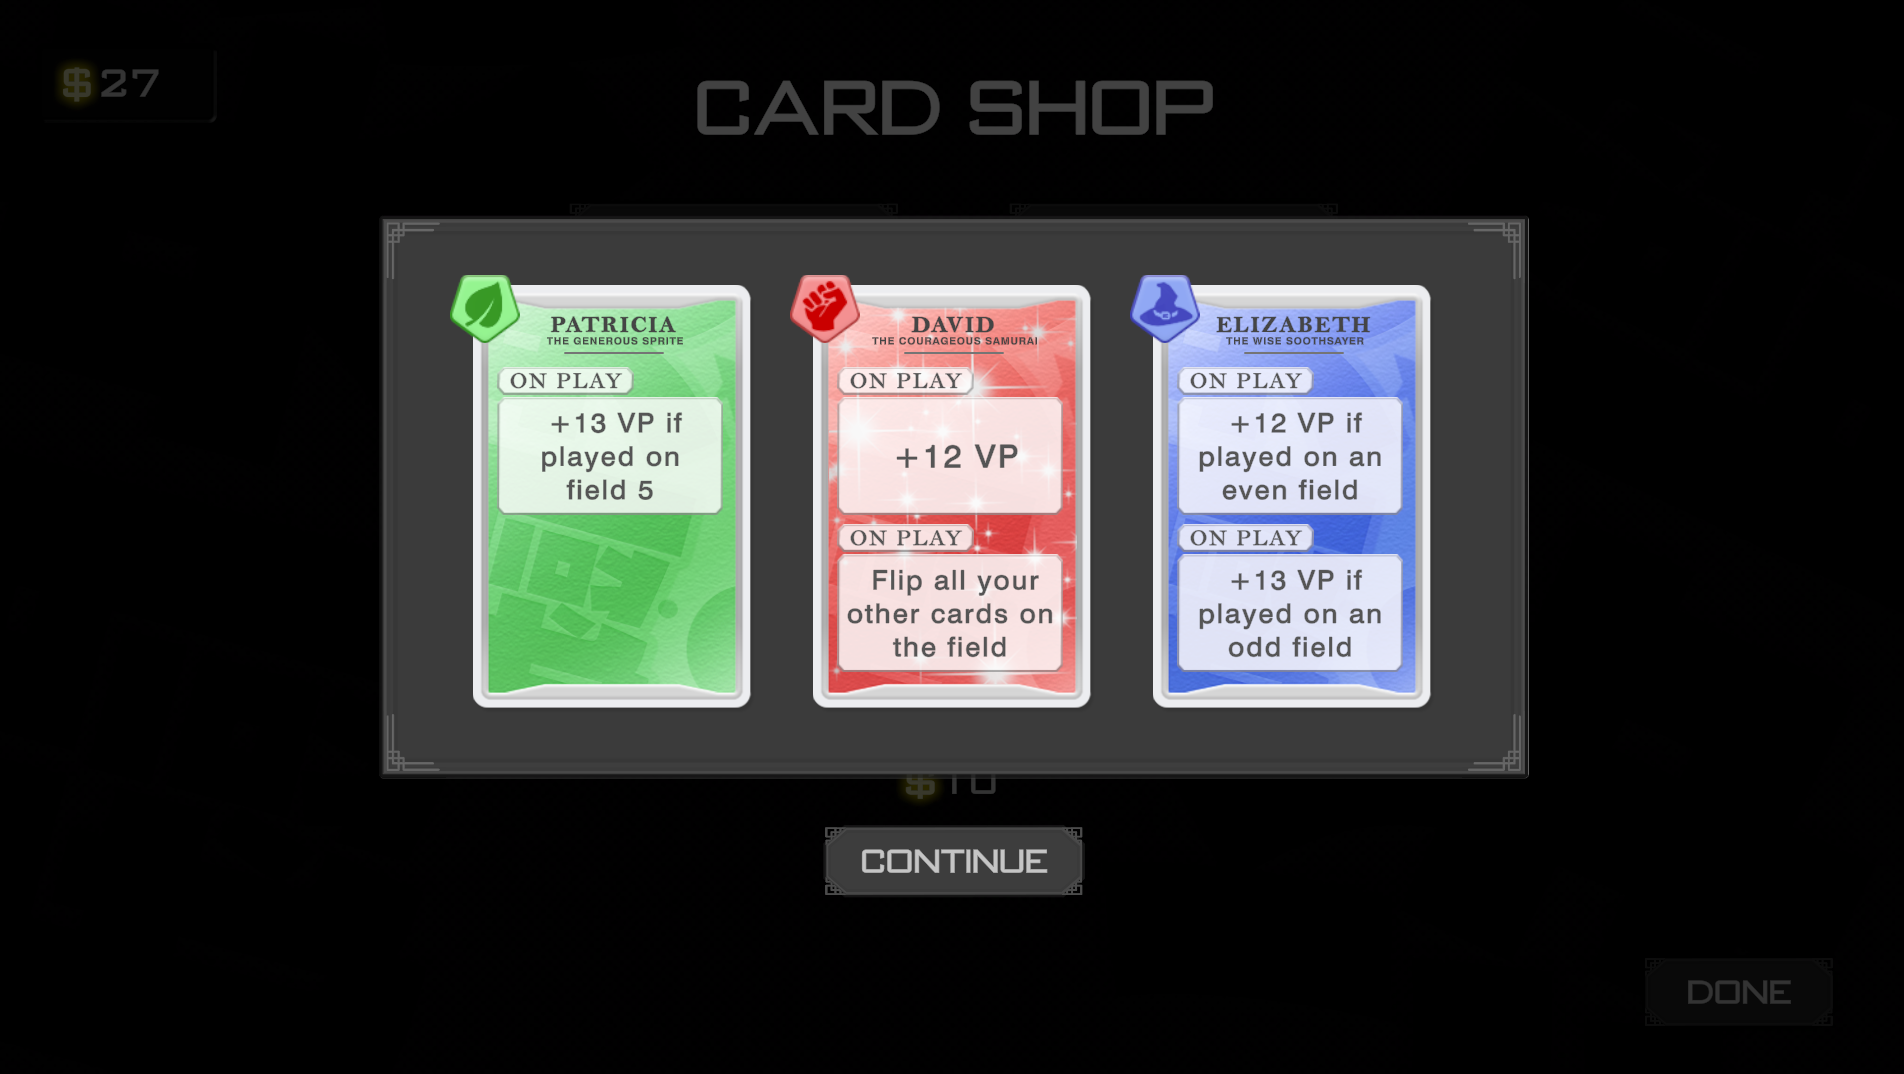 $27
CARD SHOP
PATRICIA
THE GENEROUS SPRITE
ON PLAY
+13 VP if
played on
field 5
DAVID
THE COURAGEOUS SAMURAI
ON PLAY
+12 VP
ON PLAY
Flip all your
other cards on
the field
ELIZABETH
THE WISE SOOTHSAYER
ON PLAY
+12 VP if
played on an
even field
ON PLAY
+13 VP if
played on an
odd field
$10
CONTINUE
DONE